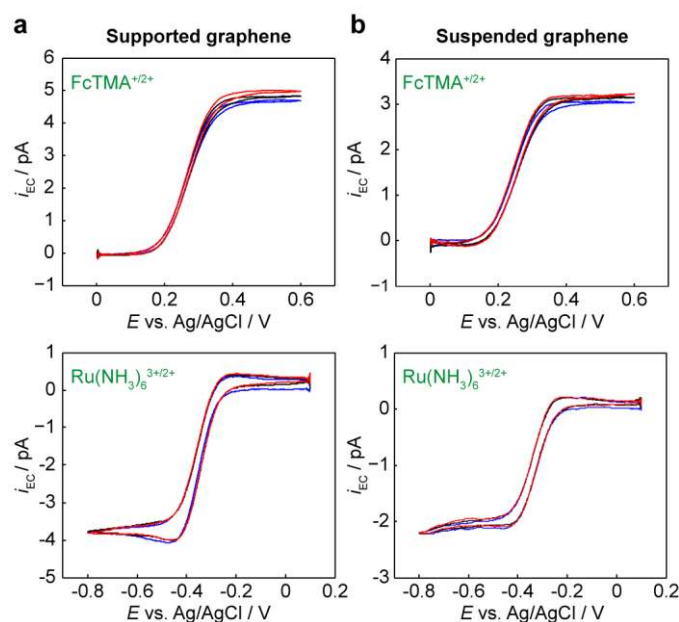 a
Supported graphene
b
Suspended graphene
FcTMA⁺/²⁺
6
5
4
3
2
1
0
−1
i_EC / pA
0
0.2
0.4
0.6
E vs. Ag/AgCl / V
FcTMA⁺/²⁺
4
3
2
1
0
−1
i_EC / pA
0
0.2
0.4
0.6
E vs. Ag/AgCl / V
Ru(NH₃)₆³⁺/²⁺
1
0
−1
−2
−3
−4
−5
i_EC / pA
-0.8
-0.6
-0.4
-0.2
0
0.2
E vs. Ag/AgCl / V
Ru(NH₃)₆³⁺/²⁺
1
0
−1
−2
−3
i_EC / pA
-0.8
-0.6
-0.4
-0.2
0
0.2
E vs. Ag/AgCl / V